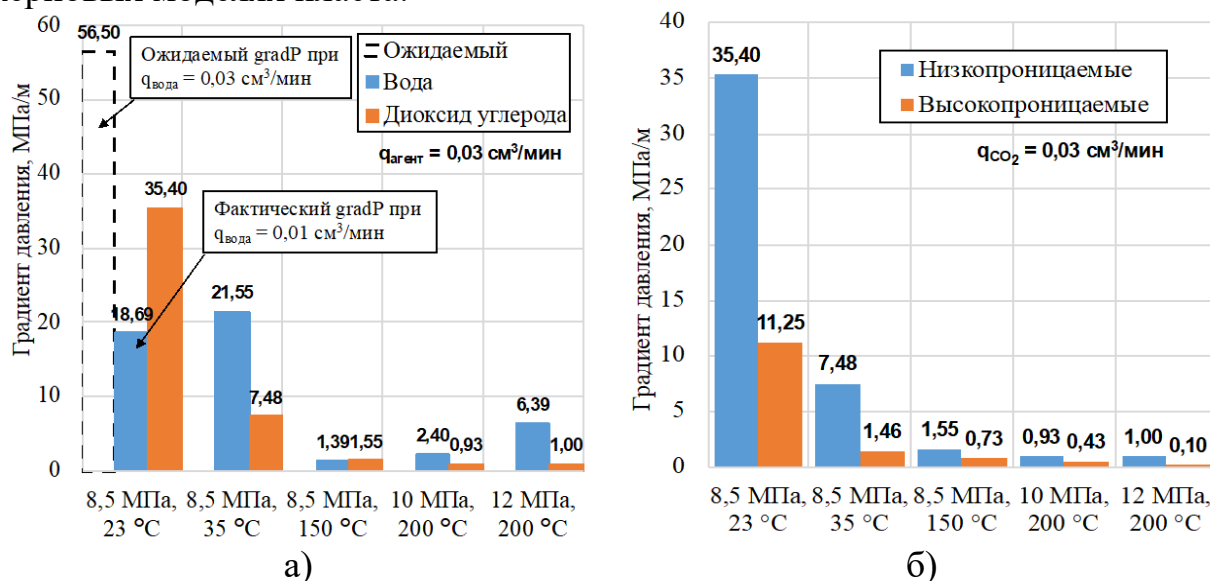 60
56,50
50
40
30
20
10
0
Градиент давления, МПа/м
Ожидаемый gradP при
qвода = 0,03 см³/мин
Ожидаемый
Вода
Диоксид углерода
qагент = 0,03 см³/мин
Фактический gradP при
qвода = 0,01 см³/мин
18,69
35,40
21,55
7,48
1,39
1,55
2,40
0,93
6,39
1,00
8,5 МПа,
23 °C
8,5 МПа,
35 °C
8,5 МПа,
150 °C
10 МПа,
200 °C
12 МПа,
200 °C
а)
40
35
30
25
20
15
10
5
0
Градиент давления, МПа/м
Низкопроницаемые
Высокопроницаемые
qCO₂ = 0,03 см³/мин
35,40
11,25
7,48
1,46
1,55
0,73
0,93
0,43
1,00
0,10
8,5 МПа,
23 °C
8,5 МПа,
35 °C
8,5 МПа,
150 °C
10 МПа,
200 °C
12 МПа,
200 °C
б)